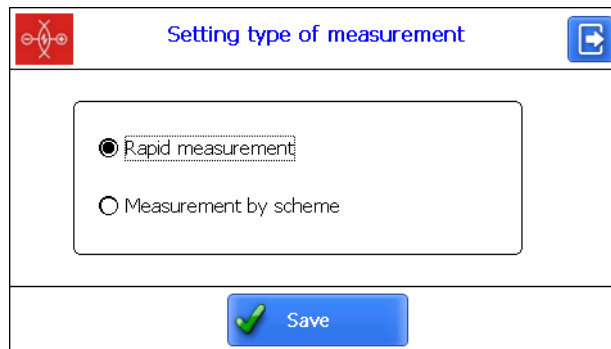 Setting type of measurement
Rapid measurement
Measurement by scheme
Save